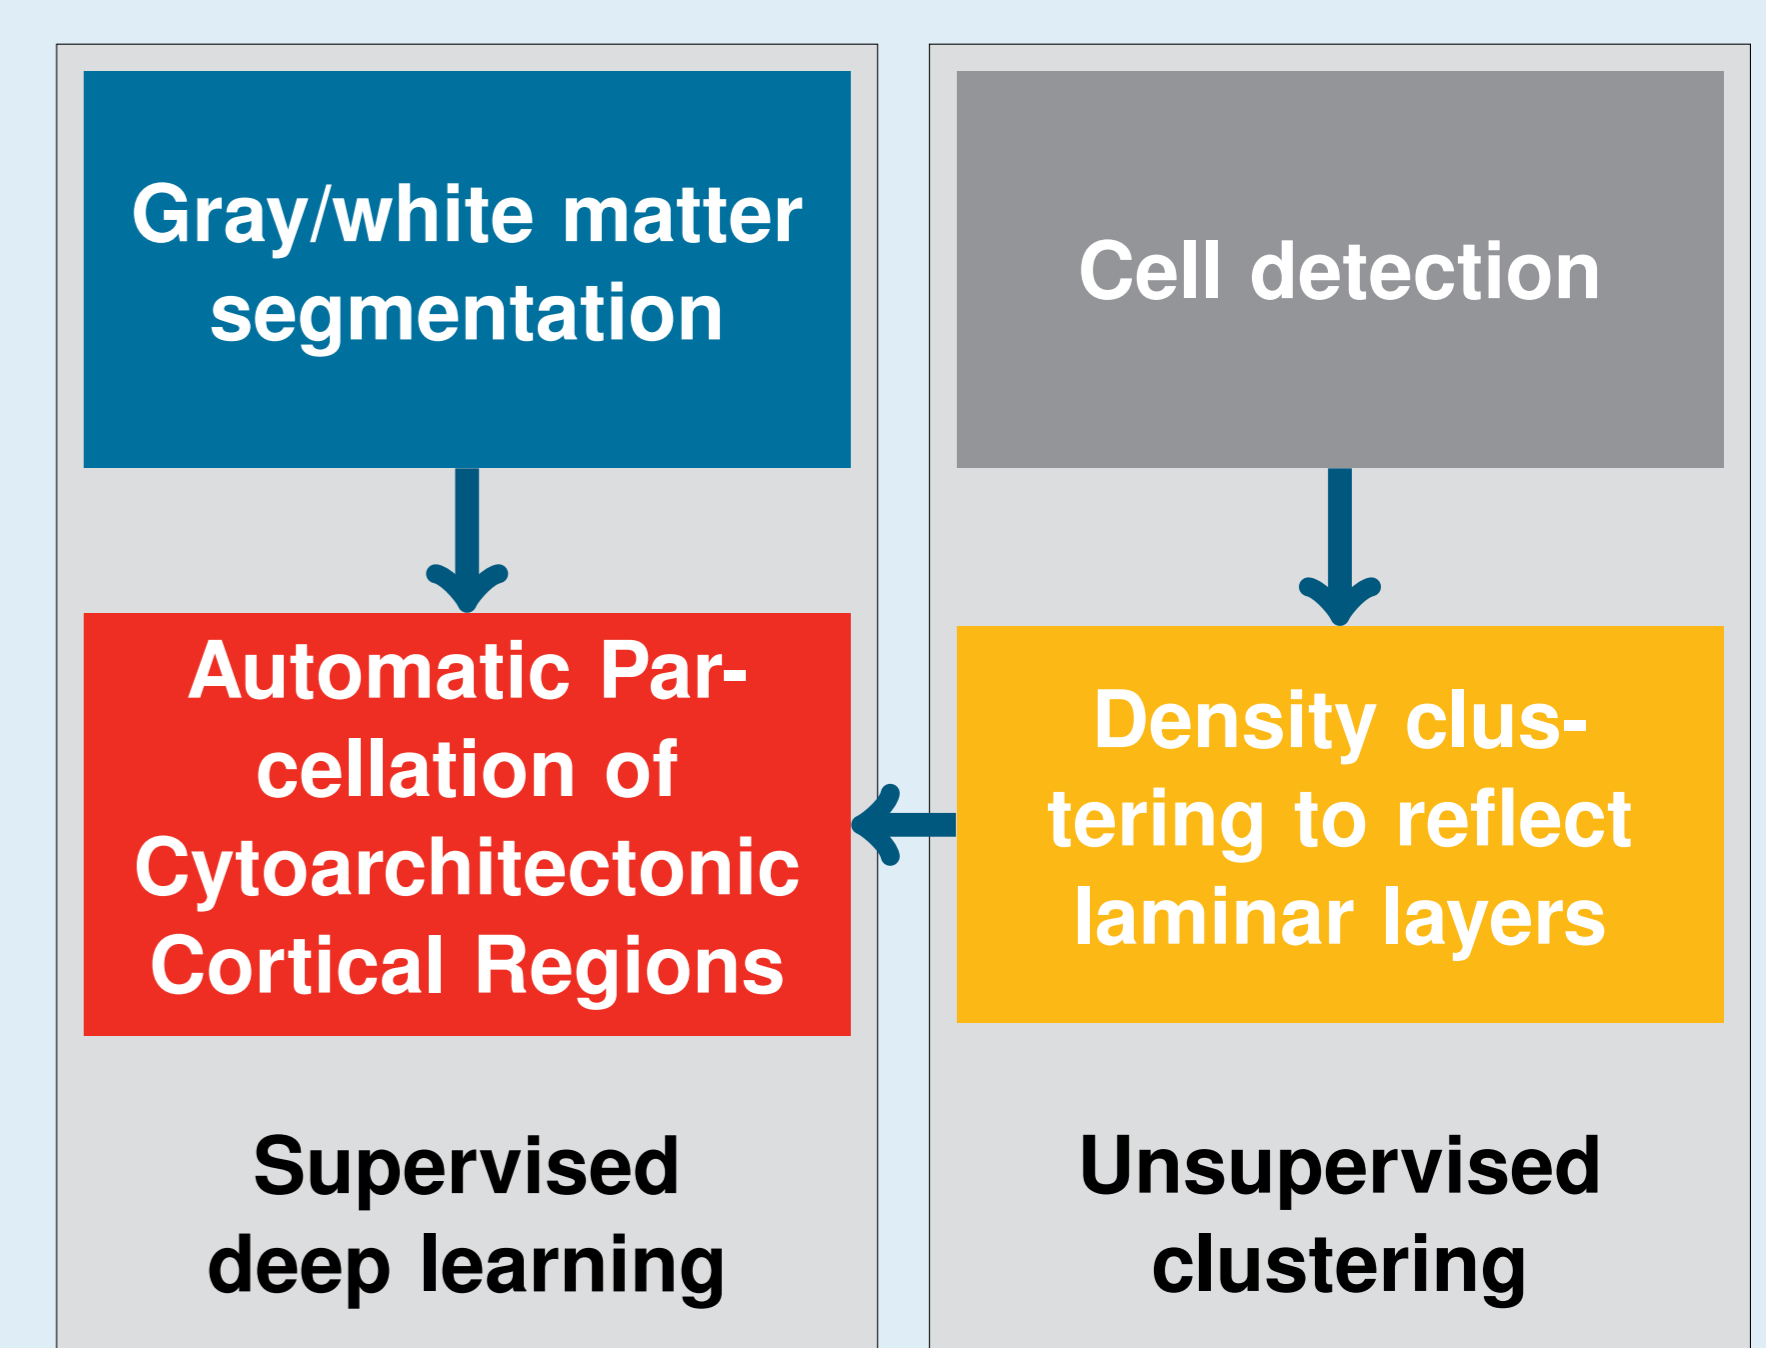 Gray/white matter
segmentation
Automatic Par-
cellation of
Cytoarchitectonic
Cortical Regions
Supervised
deep learning
Cell detection
Density clus-
tering to reflect
laminar layers
Unsupervised
clustering